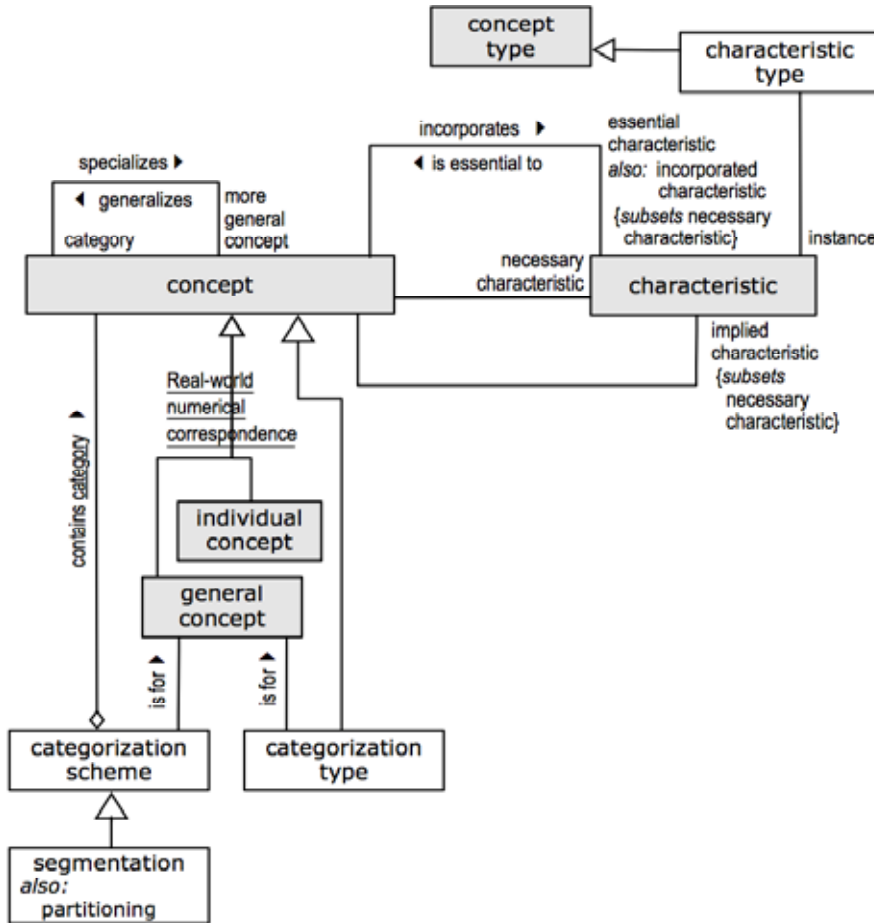 concept
type
characteristic
type
incorporates ▶
◀ is essential to
essential
characteristic
also: incorporated
characteristic
{subsets necessary
characteristic}
instance
specializes ▶
◀ generalizes
more
general
concept
category
concept
necessary
characteristic
characteristic
implied
characteristic
{subsets
necessary
characteristic}
Real-world
numerical
correspondence
contains category ▶
individual
concept
general
concept
is for ▶
is for ▶
categorization
scheme
categorization
type
segmentation
also:
partitioning